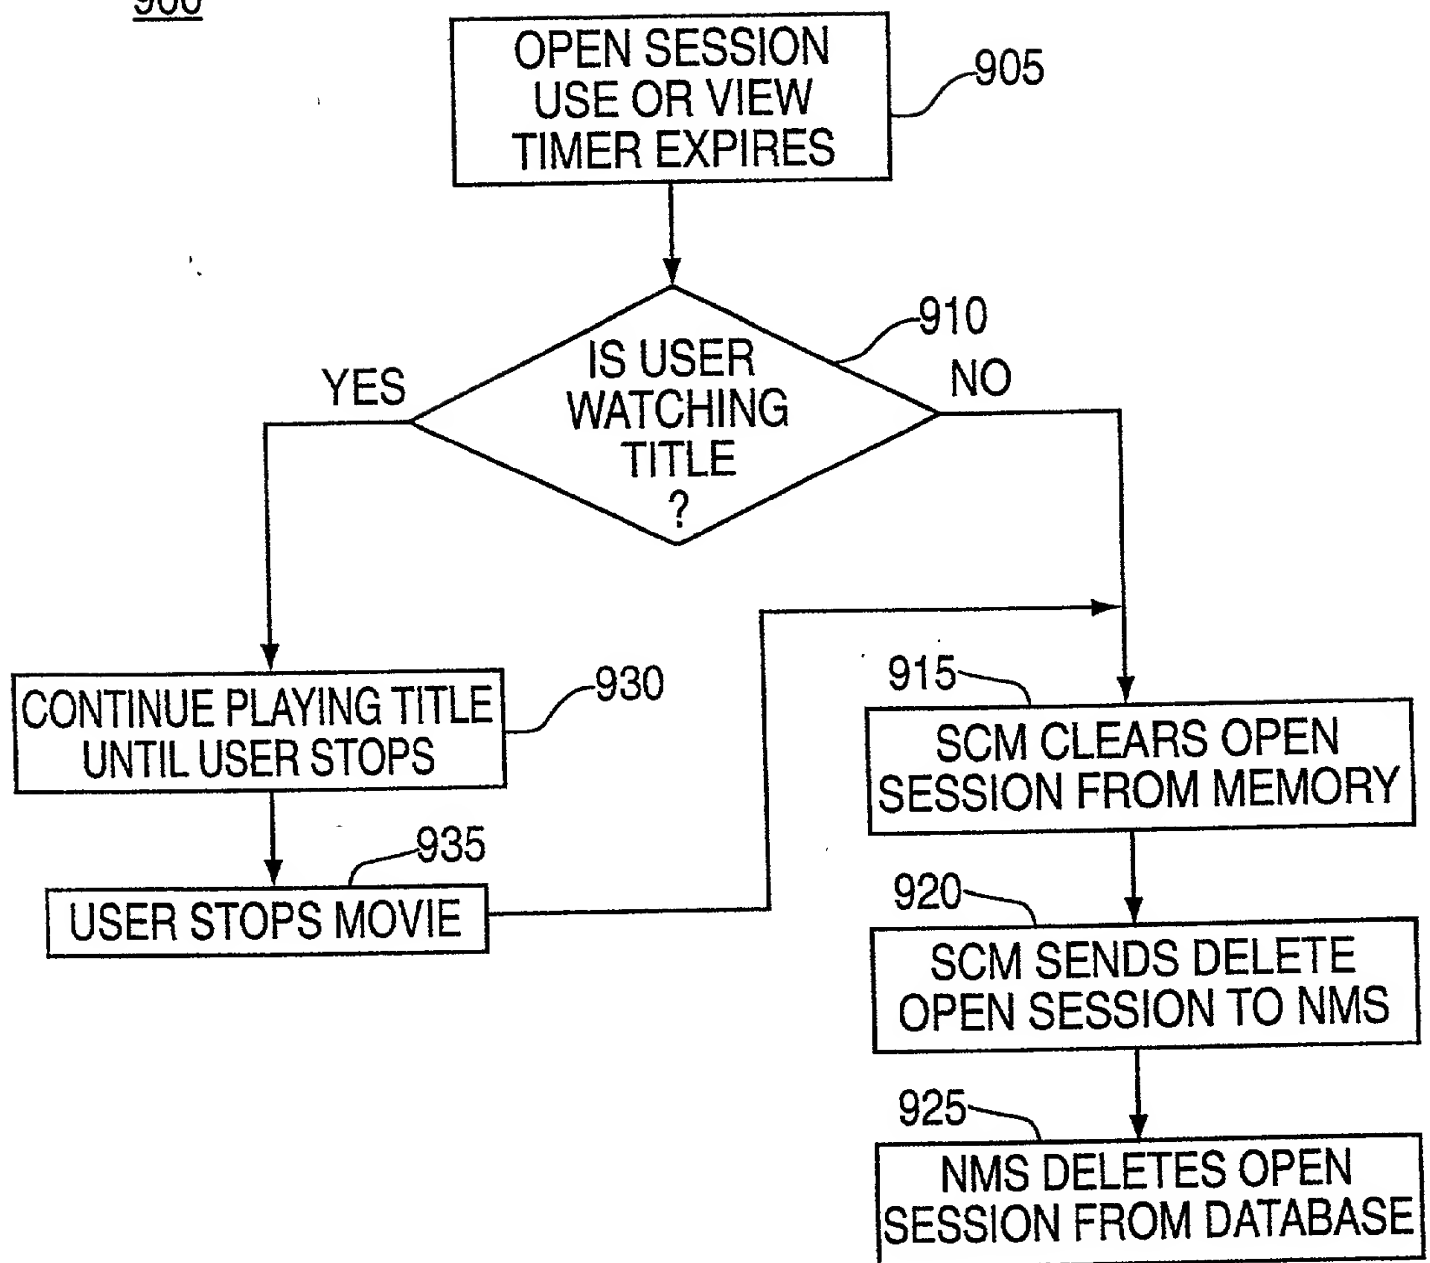 900
OPEN SESSION
USE OR VIEW
TIMER EXPIRES
905
910
IS USER
WATCHING
TITLE
?
YES
NO
CONTINUE PLAYING TITLE
UNTIL USER STOPS
930
935
USER STOPS MOVIE
915
SCM CLEARS OPEN
SESSION FROM MEMORY
920
SCM SENDS DELETE
OPEN SESSION TO NMS
925
NMS DELETES OPEN
SESSION FROM DATABASE